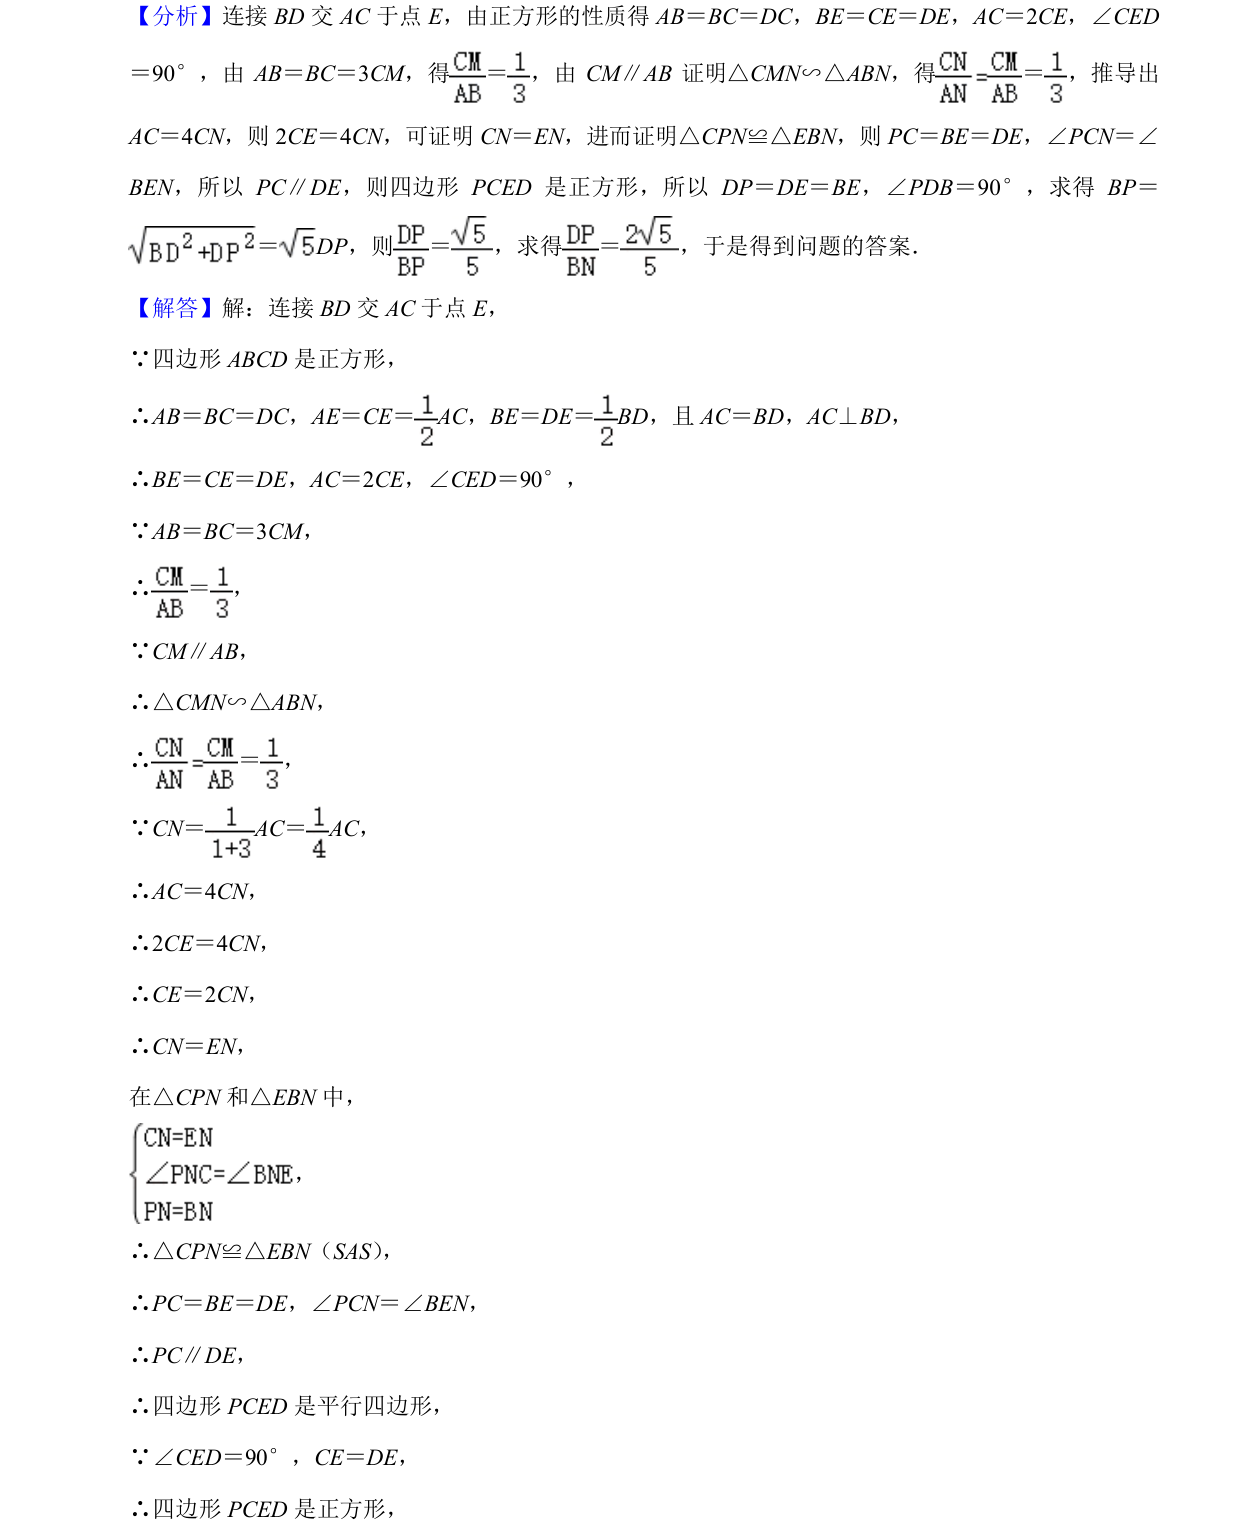 【分析】连接 BD 交 AC 于点 E，由正方形的性质得 AB＝BC＝DC，BE＝CE＝DE，AC＝2CE，∠CED
＝90°，由 AB＝BC＝3CM，得CM/AB＝1/3，由 CM∥AB 证明△CMN∽△ABN，得CN/AN=CM/AB＝1/3，推导出
AC＝4CN，则 2CE＝4CN，可证明 CN＝EN，进而证明△CPN≌△EBN，则 PC＝BE＝DE，∠PCN＝∠
BEN，所以 PC∥DE，则四边形 PCED 是正方形，所以 DP＝DE＝BE，∠PDB＝90°，求得 BP＝
√(BD²+DP²)＝√5DP，则DP/BP＝√5/5，求得DP/BN＝2√5/5，于是得到问题的答案．
【解答】解：连接 BD 交 AC 于点 E，
∵四边形 ABCD 是正方形，
∴AB＝BC＝DC，AE＝CE＝1/2AC，BE＝DE＝1/2BD，且 AC＝BD，AC⊥BD，
∴BE＝CE＝DE，AC＝2CE，∠CED＝90°，
∵AB＝BC＝3CM，
∴CM/AB＝1/3，
∵CM∥AB，
∴△CMN∽△ABN，
∴CN/AN=CM/AB＝1/3，
∵CN＝1/(1+3)AC＝1/4AC，
∴AC＝4CN，
∴2CE＝4CN，
∴CE＝2CN，
∴CN＝EN，
在△CPN 和△EBN 中，
CN=EN
∠PNC=∠BNE，
PN=BN
∴△CPN≌△EBN（SAS），
∴PC＝BE＝DE，∠PCN＝∠BEN，
∴PC∥DE，
∴四边形 PCED 是平行四边形，
∵∠CED＝90°，CE＝DE，
∴四边形 PCED 是正方形，